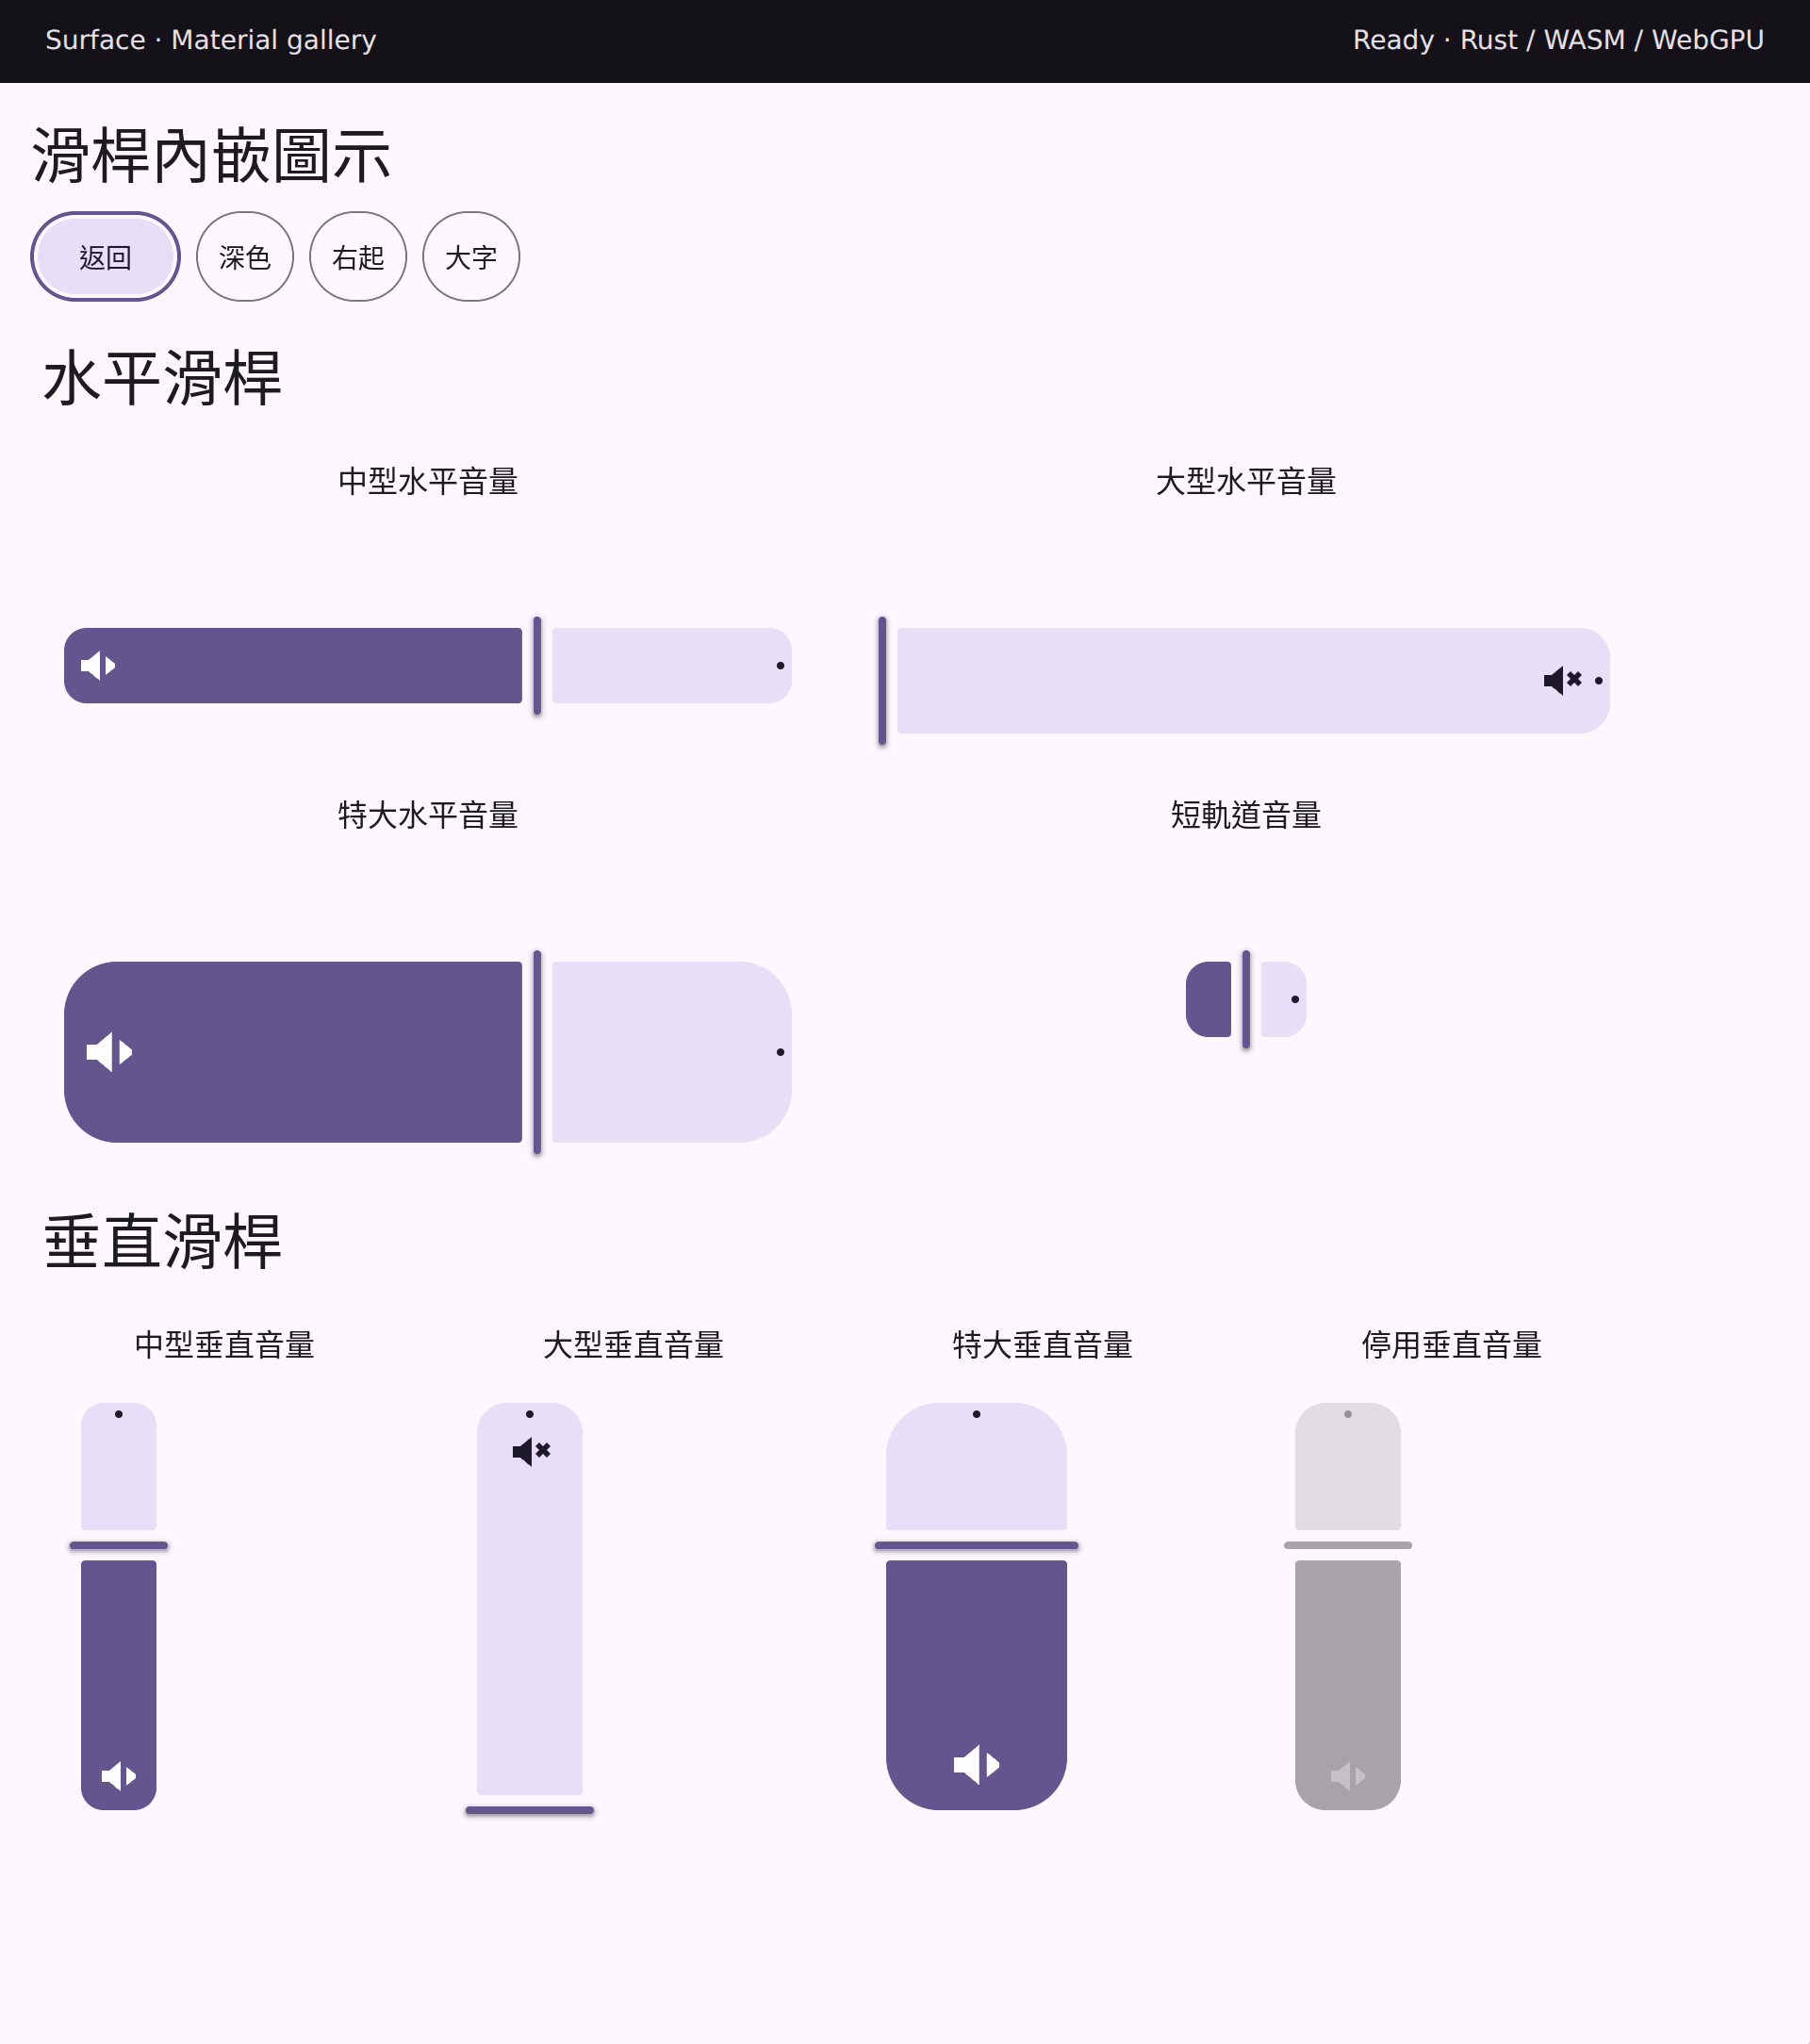 Surface · Material gallery
Ready · Rust / WASM / WebGPU
滑桿內嵌圖示
返回
深色
右起
大字
水平滑桿
中型水平音量
大型水平音量
特大水平音量
短軌道音量
垂直滑桿
中型垂直音量
大型垂直音量
特大垂直音量
停用垂直音量